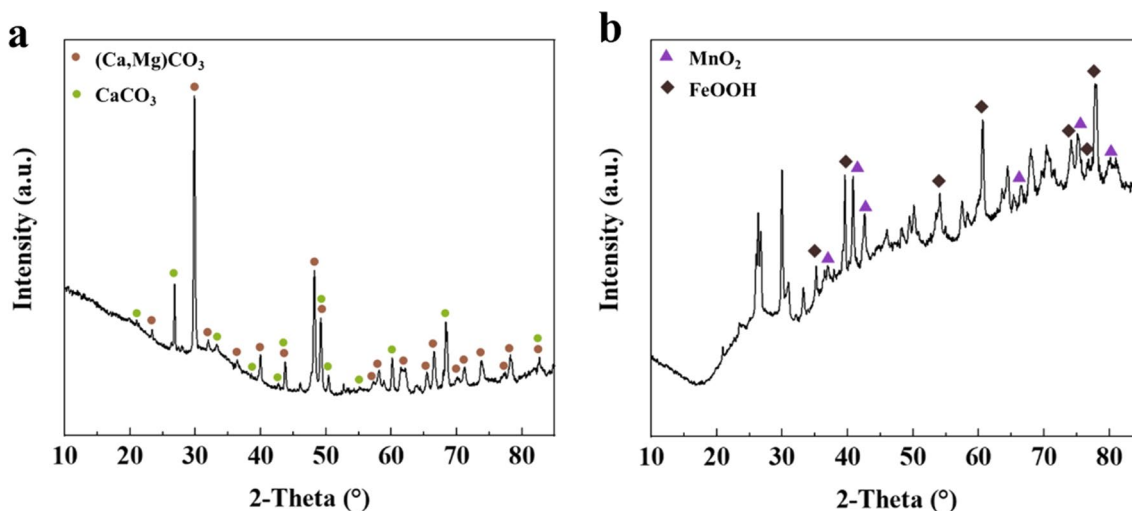 a
(Ca,Mg)CO₃
CaCO₃
Intensity (a.u.)
10 20 30 40 50 60 70 80
2-Theta (°)
b
MnO₂
FeOOH
Intensity (a.u.)
10 20 30 40 50 60 70 80
2-Theta (°)